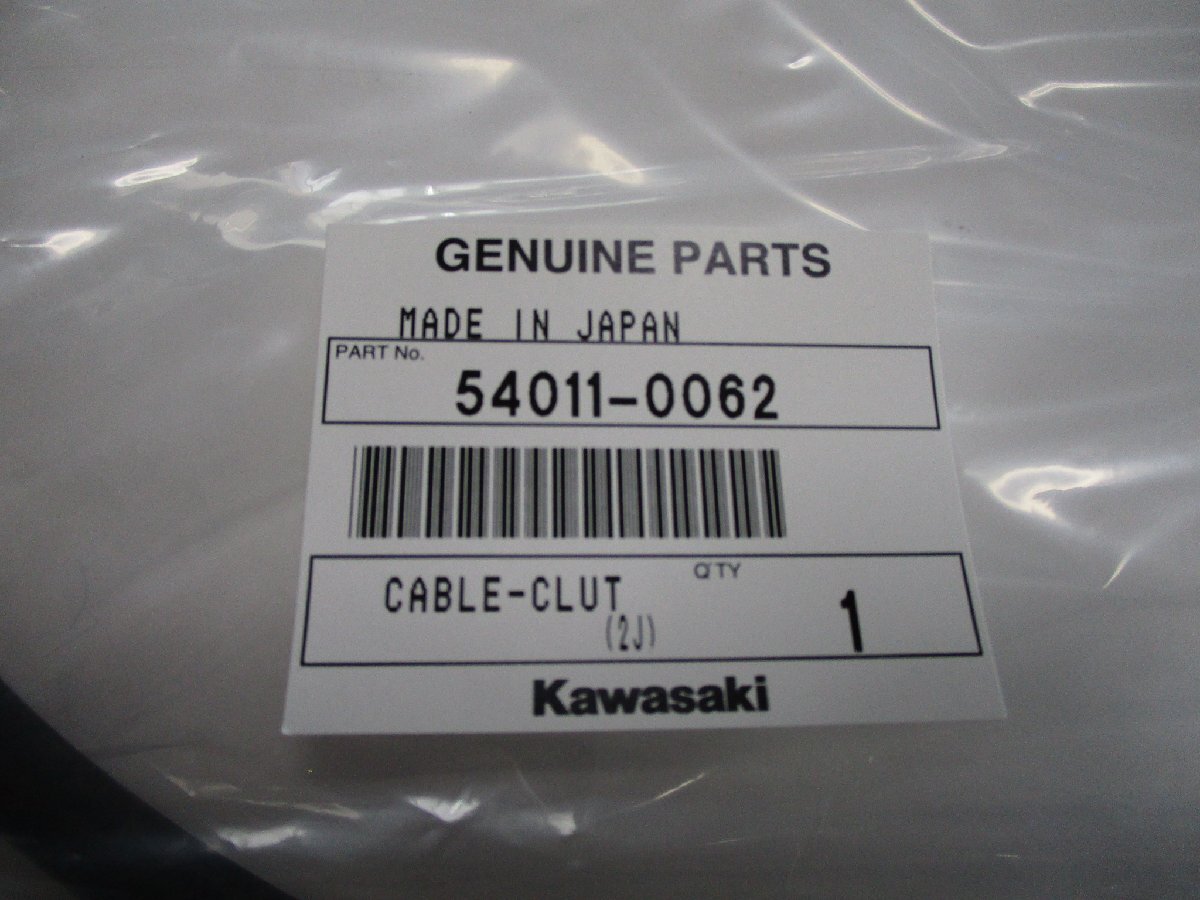 GENUINE PARTS
MADE IN JAPAN
PART No.
54011-0062
CABLE-CLUT Q'TY
(2J) 1
Kawasaki